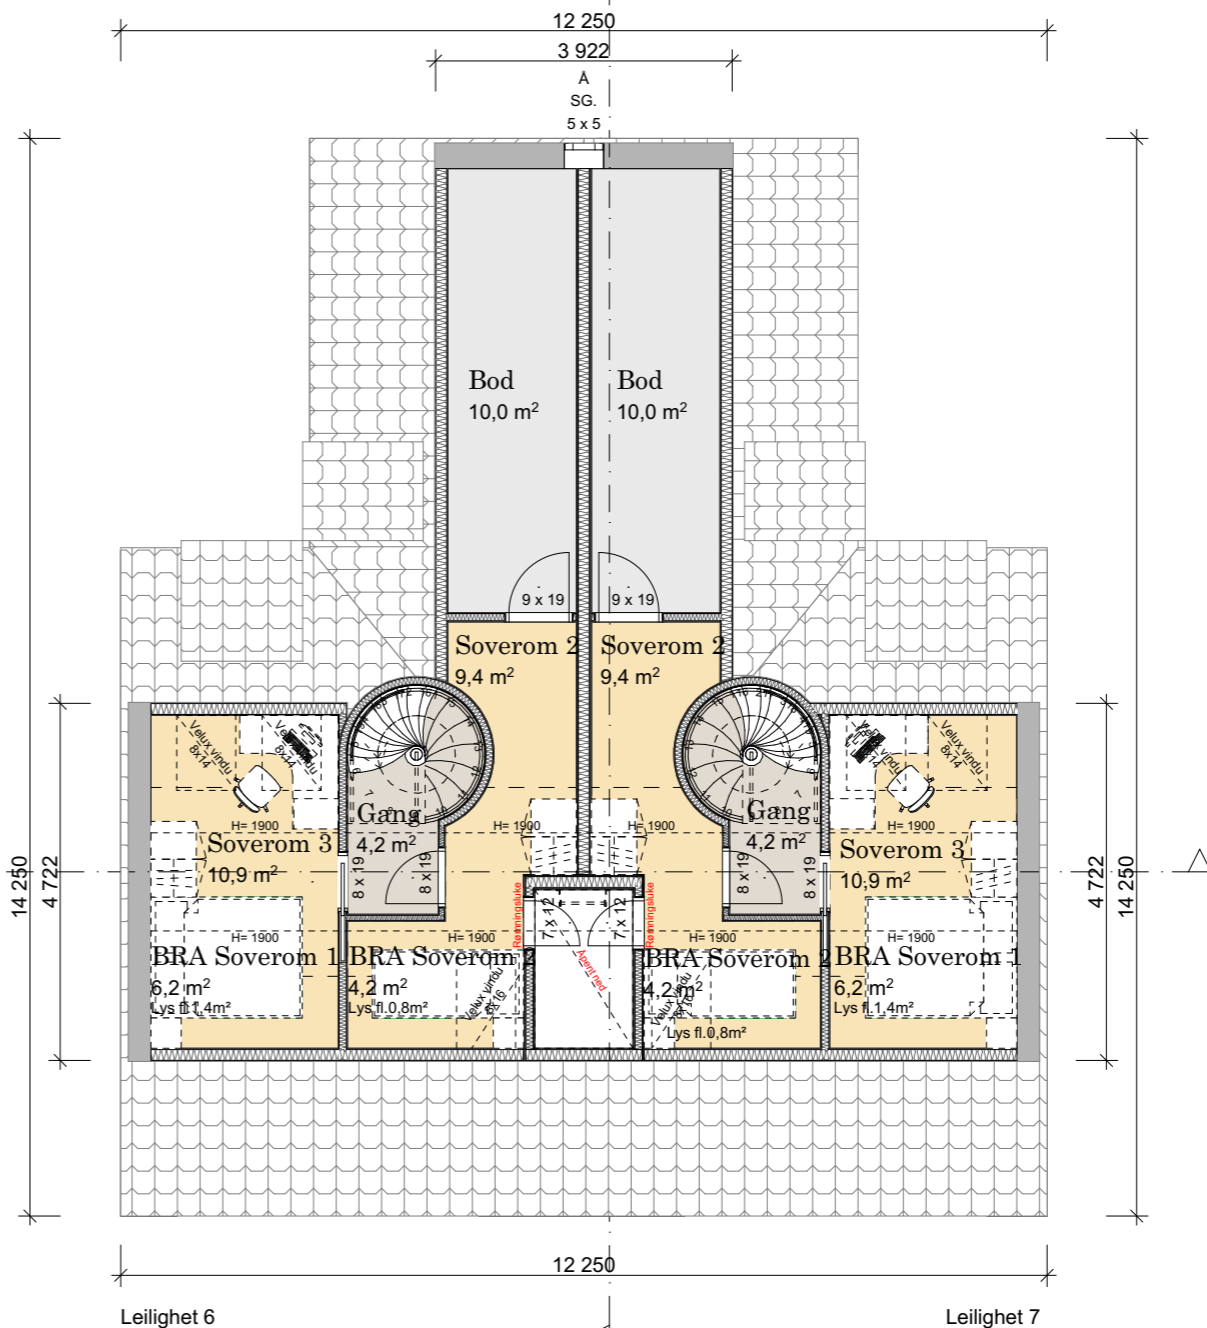 12 250
3 922
Å
SG.
5 x 5
Bod
10,0 m²
Bod
10,0 m²
9 x 19
9 x 19
Soverom 2
9,4 m²
Soverom 2
9,4 m²
Velux vindu
8x14
Velux vindu
8x14
Velux vindu
8x14
Velux vindu
8x14
Gang
4,2 m²
Gang
4,2 m²
H= 1900
H= 1900
H= 1900
H= 1900
Soverom 3
10,9 m²
Soverom 3
10,9 m²
8 x 19
8 x 19
8 x 19
8 x 19
14 250
4 722
4 722
14 250
Rømningsluke
7 x 12
7 x 12
Rømningsluke
Åpent ned
H= 1900
H= 1900
H= 1900
H= 1900
BRA Soverom 1
6,2 m²
Lys fl.1,4m²
BRA Soverom 2
4,2 m²
Lys fl.0,8m²
Velux vindu
8x16
BRA Soverom 2
4,2 m²
Lys fl.0,8m²
Velux vindu
8x16
BRA Soverom 1
6,2 m²
Lys fl.1,4m²
12 250
Leilighet 6
Leilighet 7